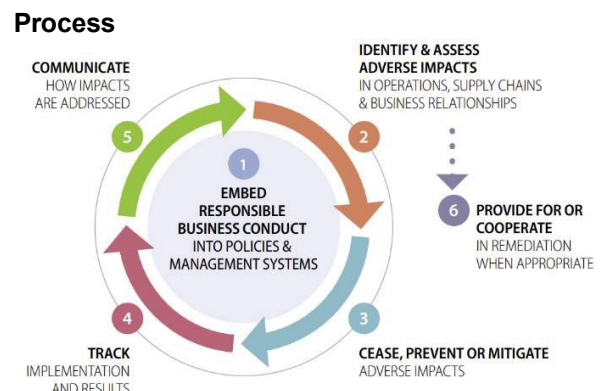 Process
COMMUNICATE
HOW IMPACTS
ARE ADDRESSED
5
IDENTIFY & ASSESS
ADVERSE IMPACTS
IN OPERATIONS, SUPPLY CHAINS
& BUSINESS RELATIONSHIPS
2
1
EMBED
RESPONSIBLE
BUSINESS CONDUCT
INTO POLICIES &
MANAGEMENT SYSTEMS
6
PROVIDE FOR OR
COOPERATE
IN REMEDIATION
WHEN APPROPRIATE
4
TRACK
IMPLEMENTATION
AND RESULTS
3
CEASE, PREVENT OR MITIGATE
ADVERSE IMPACTS